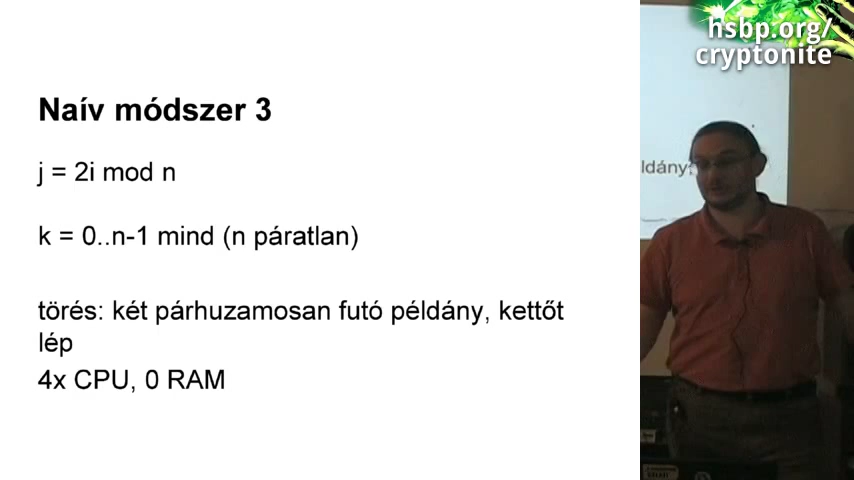 Naív módszer 3
j = 2i mod n
k = 0..n-1 mind (n páratlan)
törés: két párhuzamosan futó példány, kettőt
lép
4x CPU, 0 RAM
hsbp.org/
cryptonite
ldány,